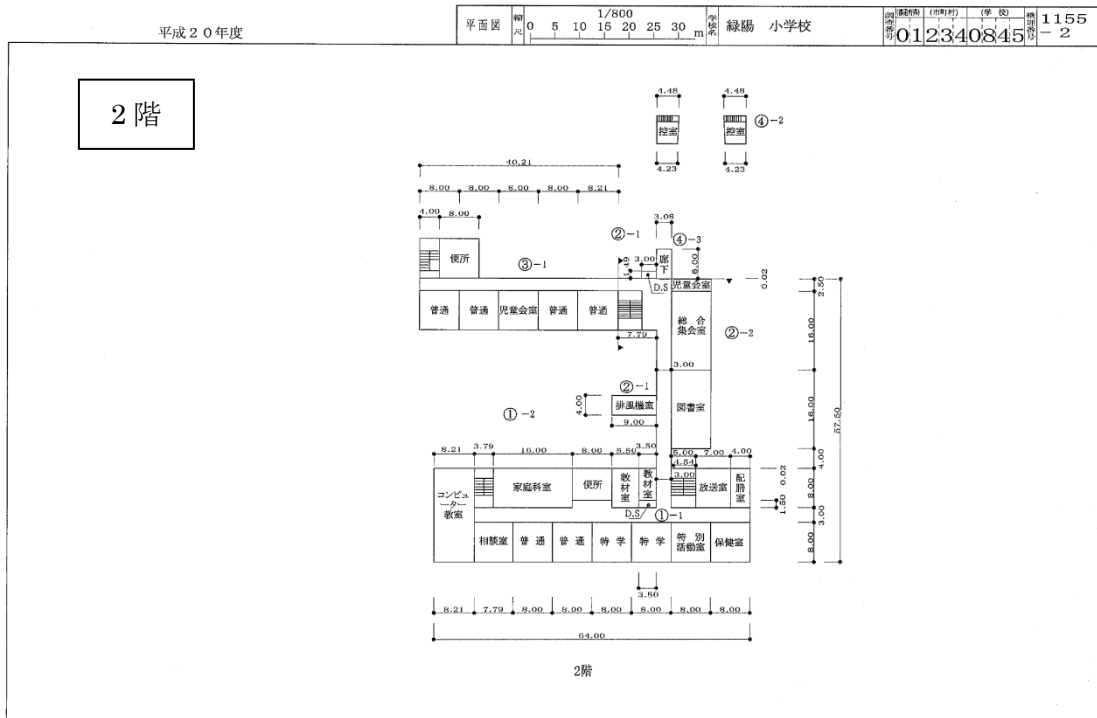 平成20年度
平面図 縮尺 1/800
0 5 10 15 20 25 30 m
学校名 緑陽 小学校
調査番号 (市町村) (学校)
012340845
1155
－2
2階
4.48 4.48
控室 控室 ④-2
4.23 4.23
40.21
8.00 8.00 8.00 8.00 8.21
4.00 8.00
3.08
②-1 ④-3
便所 ③-1 3.00 1.49 廊下 6.00 0.02
D.S 児童会室 2.50
普通 普通 児童会室 普通 普通
総合集会室 16.00
②-2
7.79
3.00
②-1
4.00 排風機室 図書室 16.00 57.50
①-2
9.00
8.21 3.79 16.00 8.00 5.50 3.50 5.00 7.00 4.00 4.00
4.54
3.00 0.02
コンピューター教室 家庭科室 便所 教材室 教材室 放送室 配膳室 8.00
1.50
D.S ①-1 3.00
相談室 普通 普通 特学 特学 特別活動室 保健室 8.00
3.50
8.21 7.79 8.00 8.00 8.00 8.00 8.00 8.00
64.00
2階